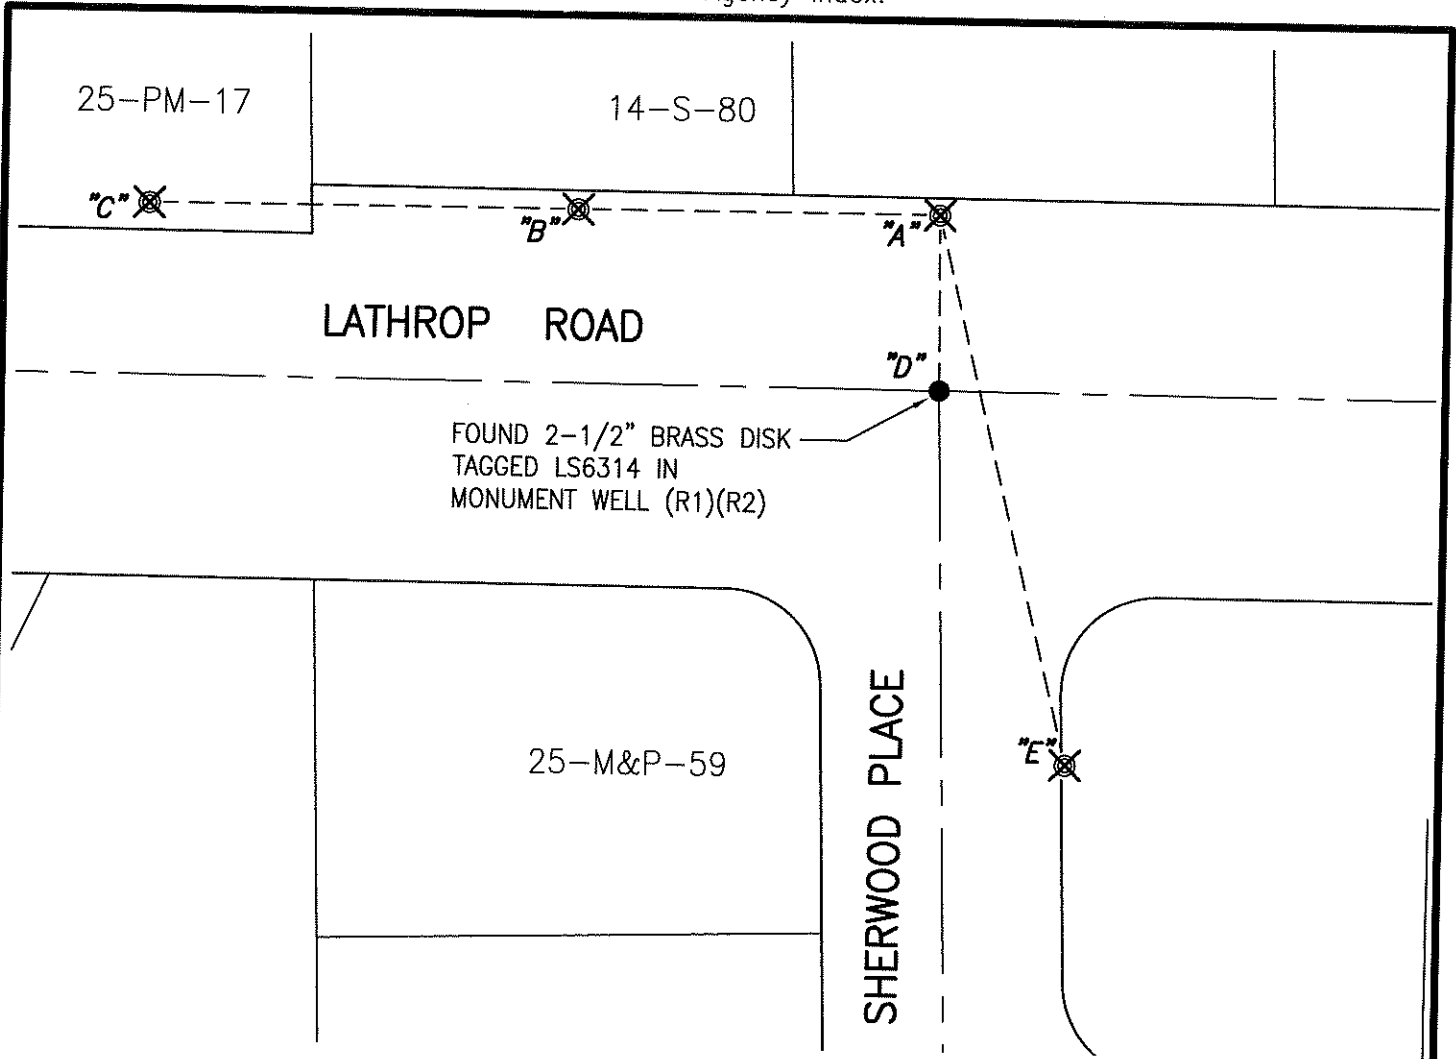 25-PM-17
14-S-80
"C"
"B"
"A"
LATHROP ROAD
"D"
FOUND 2-1/2" BRASS DISK
TAGGED LS6314 IN
MONUMENT WELL (R1)(R2)
25-M&P-59
"E"
SHERWOOD PLACE